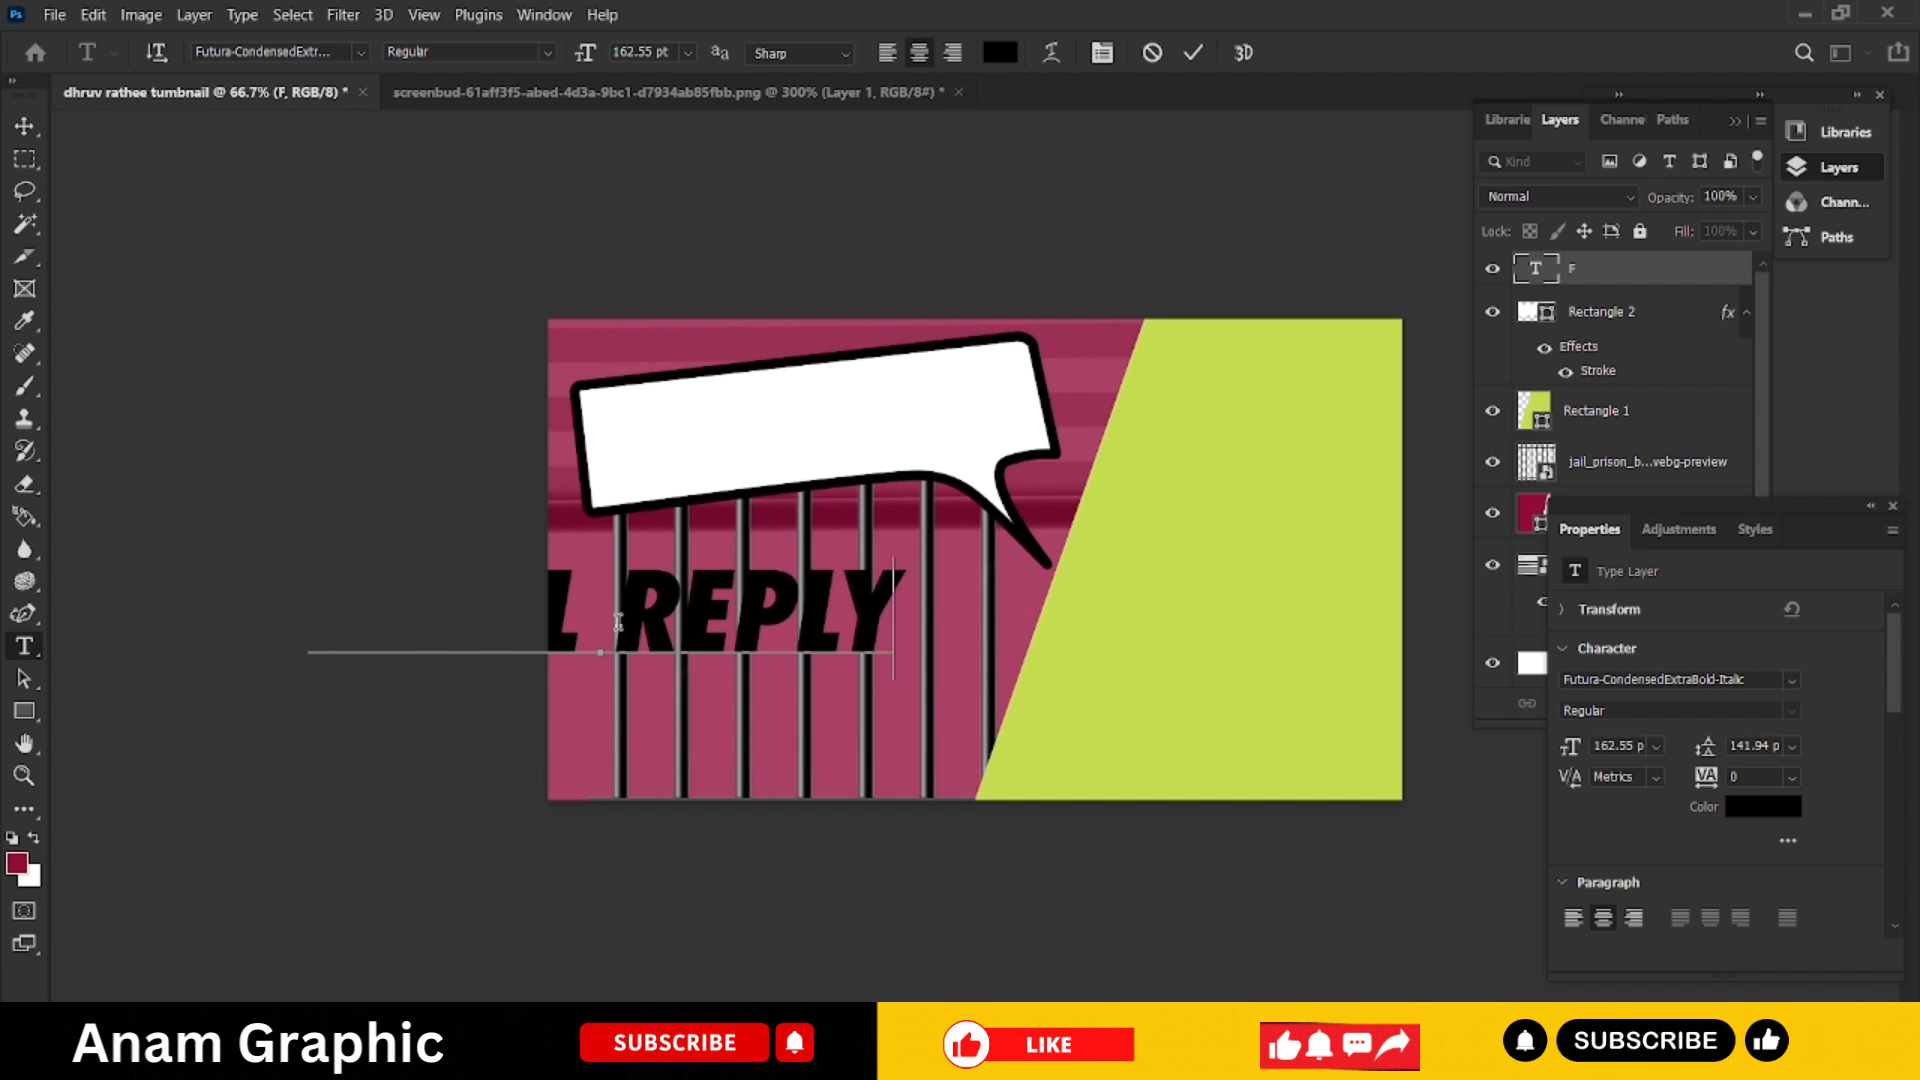 Ps File Edit Image Layer Type Select Filter 3D View Plugins Window Help
Futura-CondensedExtr... Regular 162.55 pt Sharp 3D
dhruv rathee tumbnail @ 66.7% (F, RGB/8) * screenbud-61aff3f5-abed-4d3a-9bc1-d7934ab85fbb.png @ 300% (Layer 1, RGB/8#) *
Librarie Layers Channe Paths
Kind
Normal Opacity: 100%
Lock: Fill: 100%
F
Rectangle 2 fx
Effects
Stroke
Rectangle 1
jail_prison_b...vebg-preview
Libraries
Layers
Chann...
Paths
L REPLY
Properties Adjustments Styles
Type Layer
Transform
Character
Futura-CondensedExtraBold-Italic
Regular
162.55 p 141.94 p
Metrics 0
Color
Paragraph
Anam Graphic SUBSCRIBE LIKE SUBSCRIBE